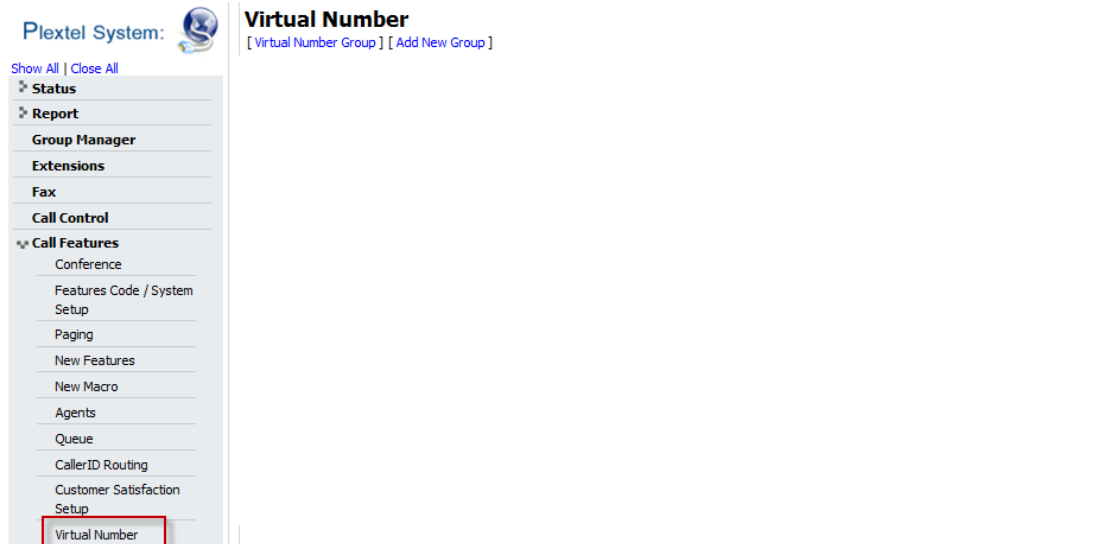 Plextel System:
Show All | Close All
Status
Report
Group Manager
Extensions
Fax
Call Control
Call Features
Conference
Features Code / System
Setup
Paging
New Features
New Macro
Agents
Queue
CallerID Routing
Customer Satisfaction
Setup
Virtual Number
Virtual Number
[ Virtual Number Group ] [ Add New Group ]